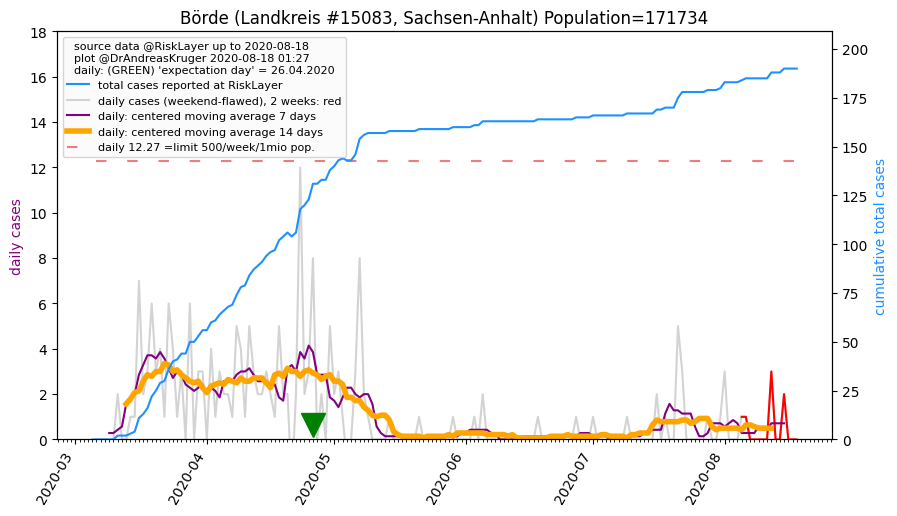 Börde (Landkreis #15083, Sachsen-Anhalt) Population=171734
source data @RiskLayer up to 2020-08-18
plot @DrAndreasKruger 2020-08-18 01:27
daily: (GREEN) 'expectation day' = 26.04.2020
total cases reported at RiskLayer
daily cases (weekend-flawed), 2 weeks: red
daily: centered moving average 7 days
daily: centered moving average 14 days
daily 12.27 =limit 500/week/1mio pop.
daily cases
18
16
14
12
10
8
6
4
2
0
200
175
150
125
100
75
50
25
0
cumulative total cases
2020-03
2020-04
2020-05
2020-06
2020-07
2020-08